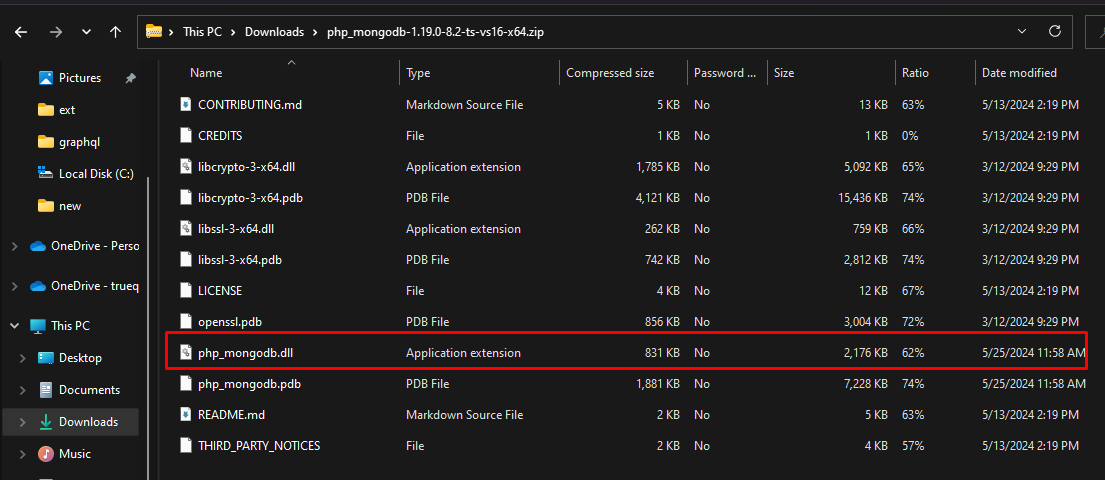 This PC > Downloads > php_mongodb-1.19.0-8.2-ts-vs16-x64.zip
Name Type Compressed size Password ... Size Ratio Date modified
Pictures
ext
graphql
Local Disk (C:)
new
OneDrive - Perso
OneDrive - trueq
This PC
Desktop
Documents
Downloads
Music
CONTRIBUTING.md Markdown Source File 5 KB No 13 KB 63% 5/13/2024 2:19 PM
CREDITS File 1 KB No 1 KB 0% 5/13/2024 2:19 PM
libcrypto-3-x64.dll Application extension 1,785 KB No 5,092 KB 65% 3/12/2024 9:29 PM
libcrypto-3-x64.pdb PDB File 4,121 KB No 15,436 KB 74% 3/12/2024 9:29 PM
libssl-3-x64.dll Application extension 262 KB No 759 KB 66% 3/12/2024 9:29 PM
libssl-3-x64.pdb PDB File 742 KB No 2,812 KB 74% 3/12/2024 9:29 PM
LICENSE File 4 KB No 12 KB 67% 5/13/2024 2:19 PM
openssl.pdb PDB File 856 KB No 3,004 KB 72% 3/12/2024 9:29 PM
php_mongodb.dll Application extension 831 KB No 2,176 KB 62% 5/25/2024 11:58 AM
php_mongodb.pdb PDB File 1,881 KB No 7,228 KB 74% 5/25/2024 11:58 AM
README.md Markdown Source File 2 KB No 5 KB 63% 5/13/2024 2:19 PM
THIRD_PARTY_NOTICES File 2 KB No 4 KB 57% 5/13/2024 2:19 PM